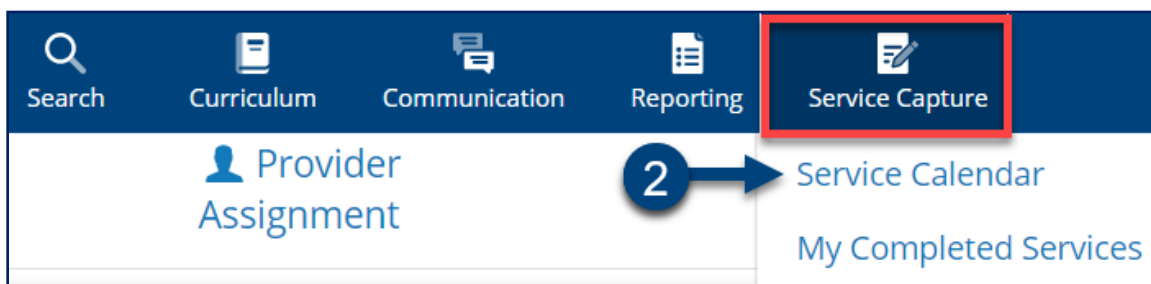 Search Curriculum Communication Reporting Service Capture
Provider
Assignment
2
Service Calendar
My Completed Services